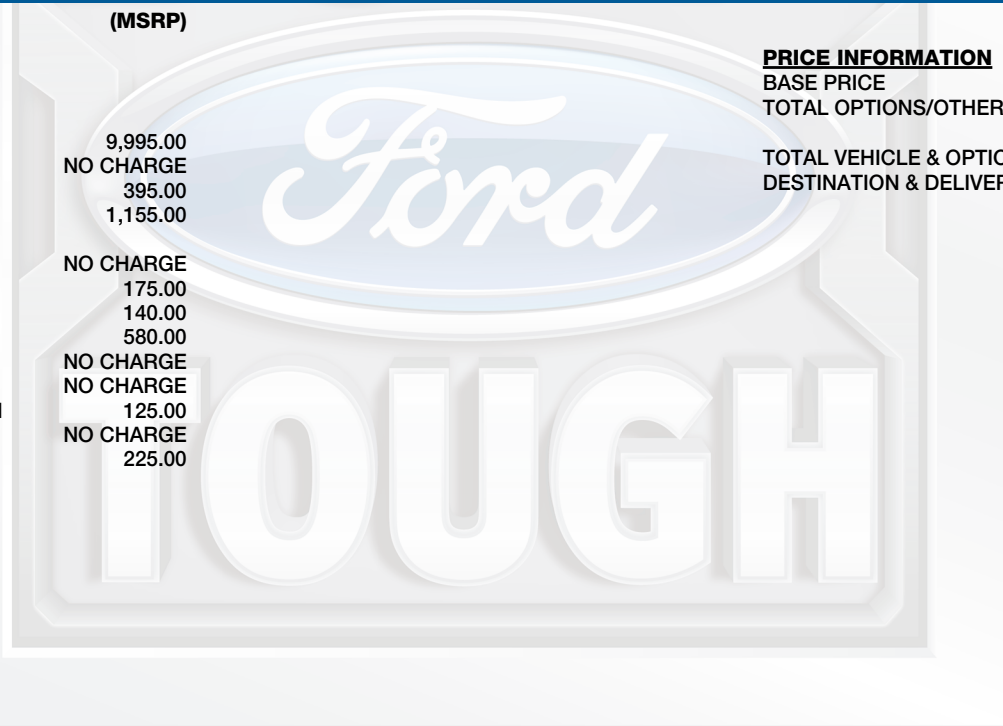 (MSRP)
9,995.00
NO CHARGE
395.00
1,155.00
NO CHARGE
175.00
140.00
580.00
NO CHARGE
NO CHARGE
125.00
NO CHARGE
225.00
PRICE INFORMATION
BASE PRICE
TOTAL OPTIONS/OTHER
TOTAL VEHICLE & OPTIO
DESTINATION & DELIVER
Ford
TOUGH